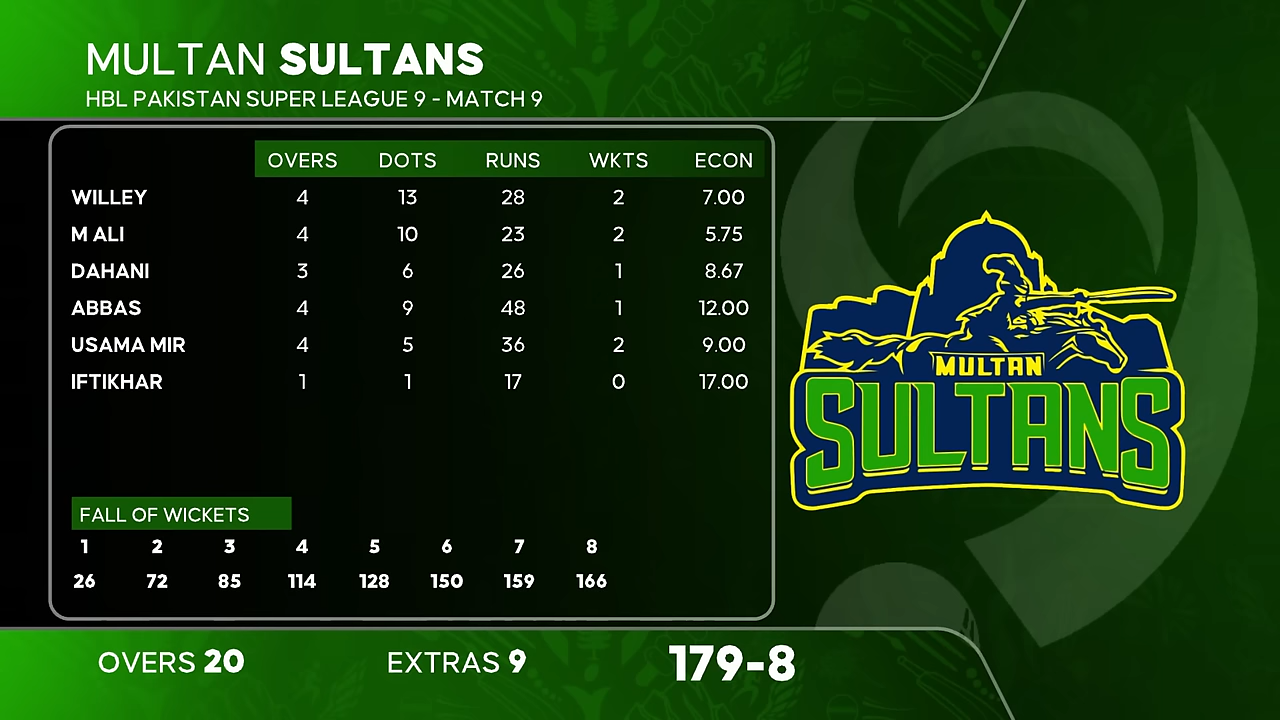 MULTAN SULTANS
HBL PAKISTAN SUPER LEAGUE 9 - MATCH 9
OVERS DOTS RUNS WKTS ECON
WILLEY 4 13 28 2 7.00
M ALI 4 10 23 2 5.75
DAHANI 3 6 26 1 8.67
ABBAS 4 9 48 1 12.00
USAMA MIR 4 5 36 2 9.00
IFTIKHAR 1 1 17 0 17.00
MULTAN
SULTANS
FALL OF WICKETS
1 2 3 4 5 6 7 8
26 72 85 114 128 150 159 166
OVERS 20 EXTRAS 9 179-8